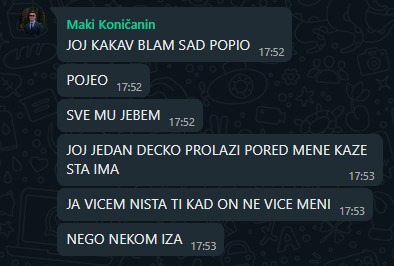 Maki Koničanin
JOJ KAKAV BLAM SAD POPIO
17:52
POJEO
17:52
SVE MU JEBEM
17:52
JOJ JEDAN DECKO PROLAZI PORED MENE KAZE
STA IMA
17:53
JA VICEM NISTA TI KAD ON NE VICE MENI
17:53
NEGO NEKOM IZA
17:53